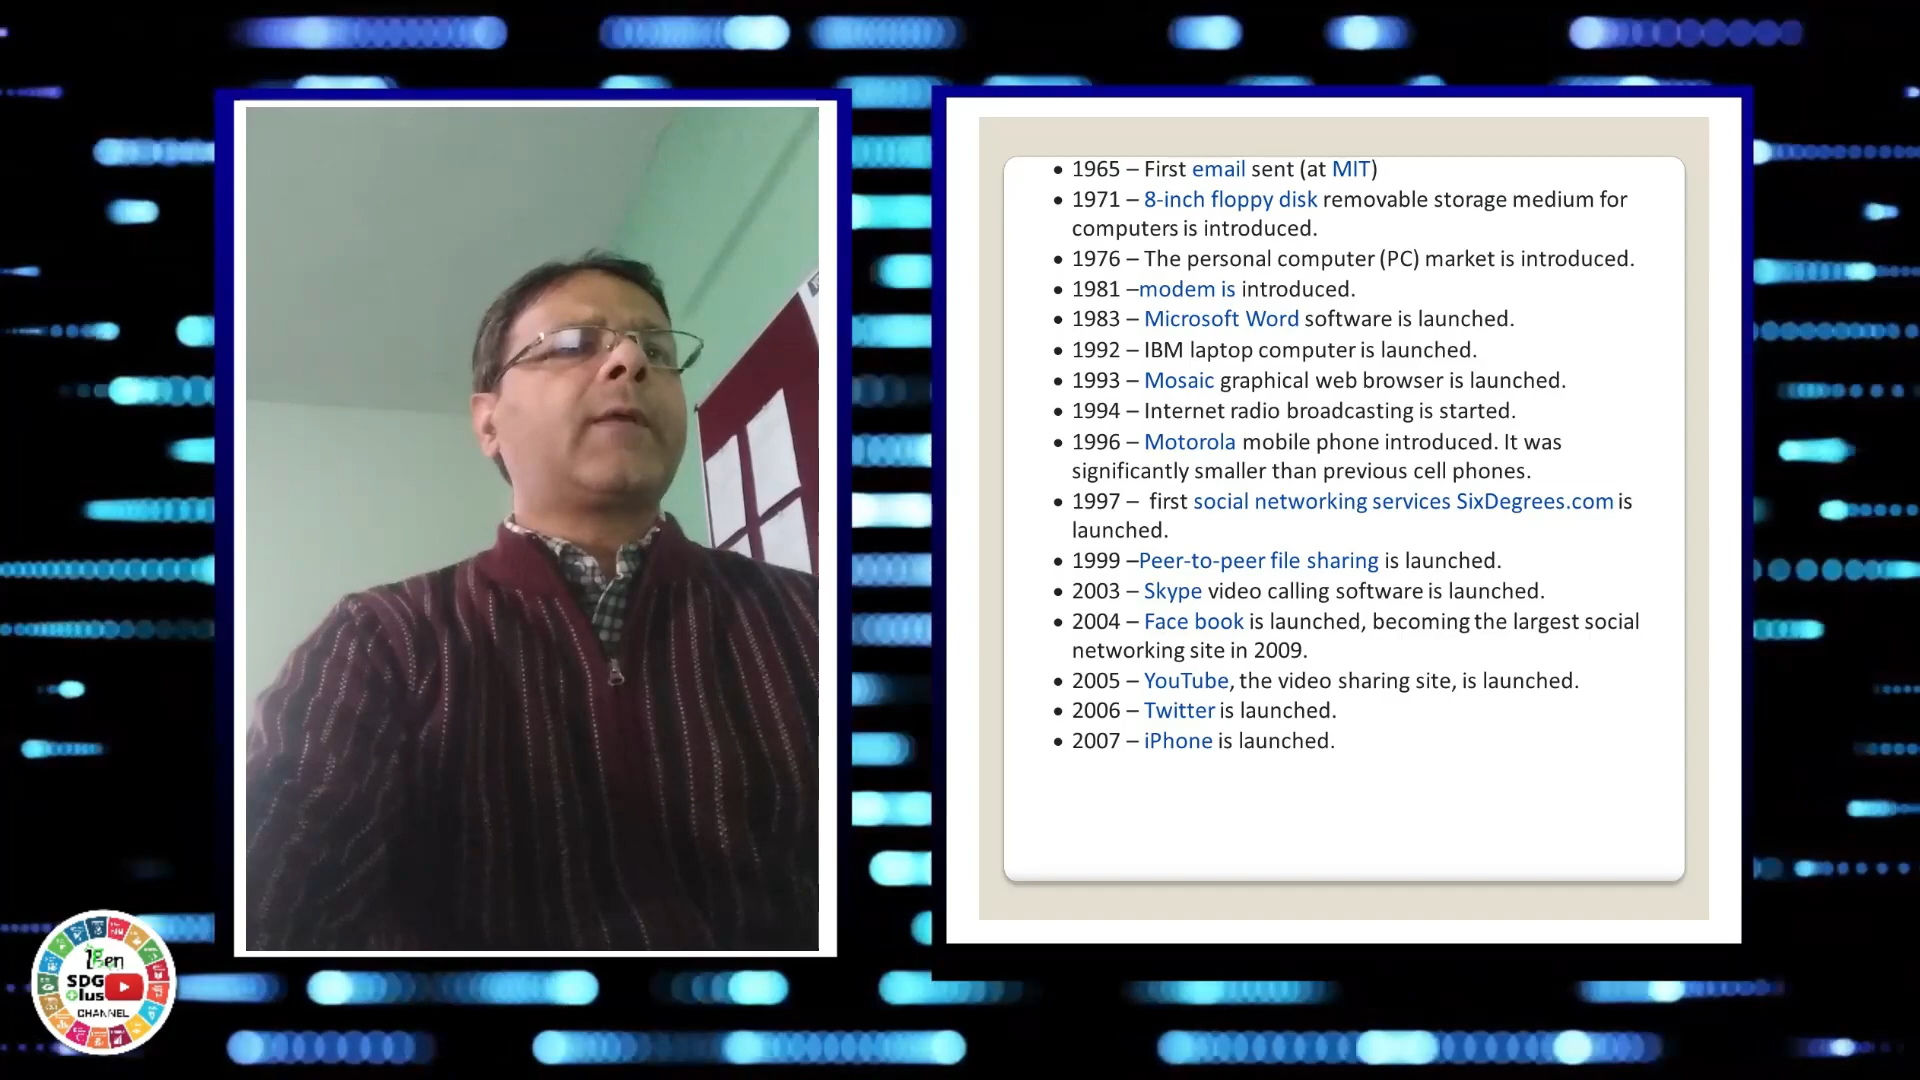 • 1965 – First email sent (at MIT)
• 1971 – 8-inch floppy disk removable storage medium for
computers is introduced.
• 1976 – The personal computer (PC) market is introduced.
• 1981 –modem is introduced.
• 1983 – Microsoft Word software is launched.
• 1992 – IBM laptop computer is launched.
• 1993 – Mosaic graphical web browser is launched.
• 1994 – Internet radio broadcasting is started.
• 1996 – Motorola mobile phone introduced. It was
significantly smaller than previous cell phones.
• 1997 – first social networking services SixDegrees.com is
launched.
• 1999 –Peer-to-peer file sharing is launched.
• 2003 – Skype video calling software is launched.
• 2004 – Face book is launched, becoming the largest social
networking site in 2009.
• 2005 – YouTube, the video sharing site, is launched.
• 2006 – Twitter is launched.
• 2007 – iPhone is launched.
SDG
CHANNEL